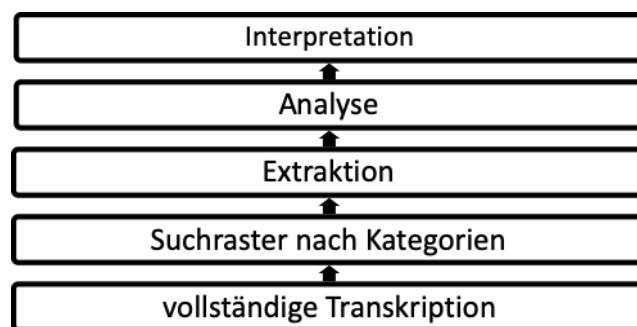 Interpretation
Analyse
Extraktion
Suchraster nach Kategorien
vollständige Transkription